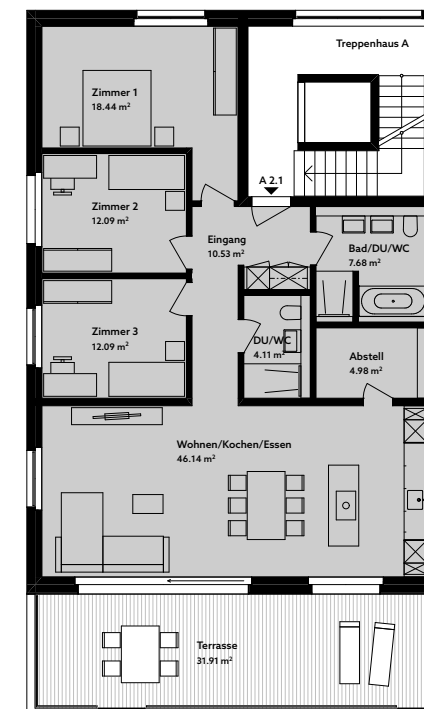 Treppenhaus A
Zimmer 1
18.44 m²
A 2.1
Zimmer 2
12.09 m²
Eingang
10.53 m²
Bad/DU/WC
7.68 m²
Zimmer 3
12.09 m²
DU/WC
4.11 m²
Abstell
4.98 m²
Wohnen/Kochen/Essen
46.14 m²
Terrasse
31.91 m²